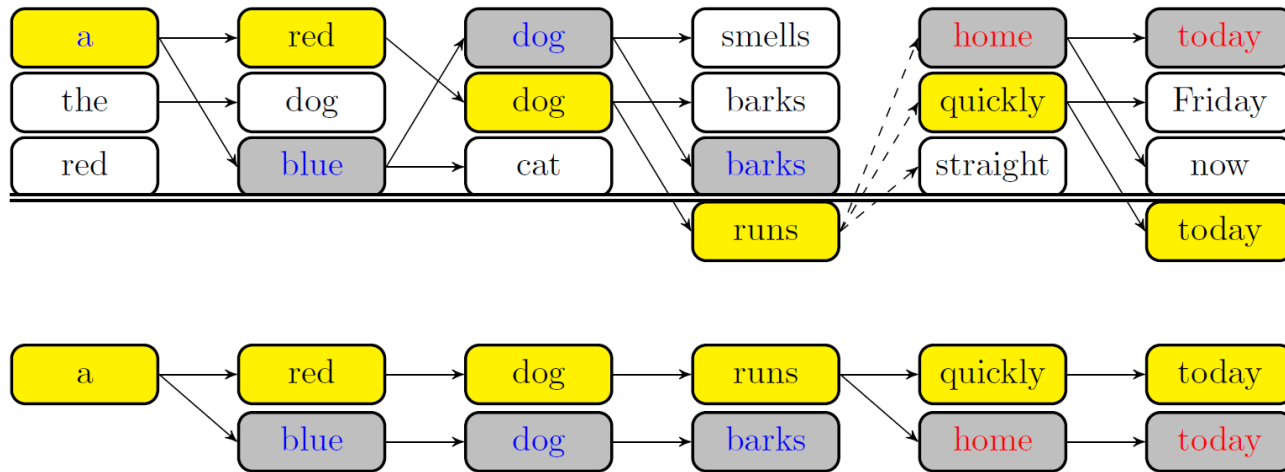 a red dog smells home today
the dog dog barks quickly Friday
red blue cat barks straight now
runs today
a red dog runs quickly today
blue dog barks home today